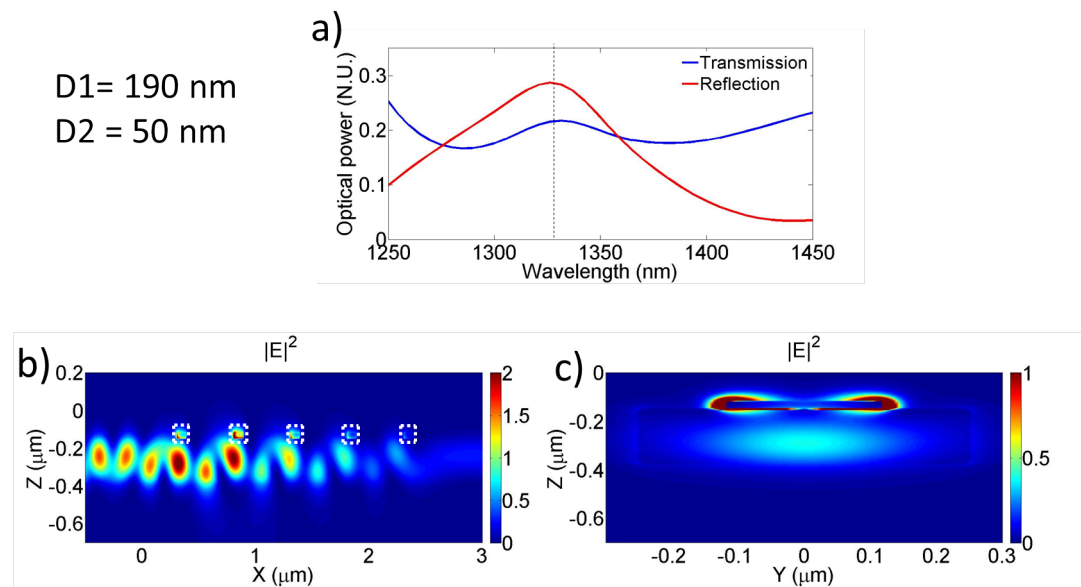 D1= 190 nm
D2 = 50 nm
a)
Optical power (N.U.)
0.3
0.2
0.1
0
Transmission
Reflection
1250 1300 1350 1400 1450
Wavelength (nm)
b)
|E|²
Z (μm)
0.2
0
-0.2
-0.4
-0.6
0 1 2 3
X (μm)
2
1.5
1
0.5
0
c)
|E|²
Z (μm)
0
-0.2
-0.4
-0.6
-0.2 -0.1 0 0.1 0.2 0.3
Y (μm)
1
0.5
0